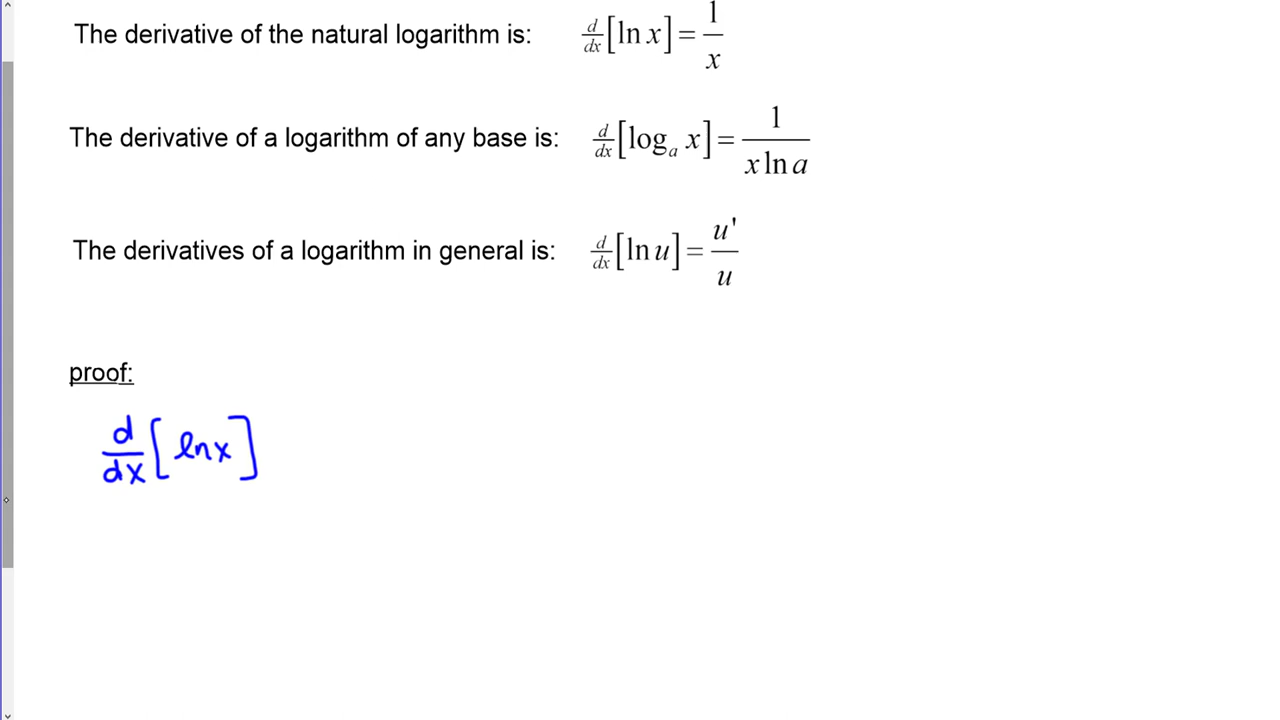 The derivative of the natural logarithm is: d/dx [ln x] = 1/x
The derivative of a logarithm of any base is: d/dx [logₐ x] = 1/(x ln a)
The derivatives of a logarithm in general is: d/dx [ln u] = u'/u
proof:
d/dx [ln x]